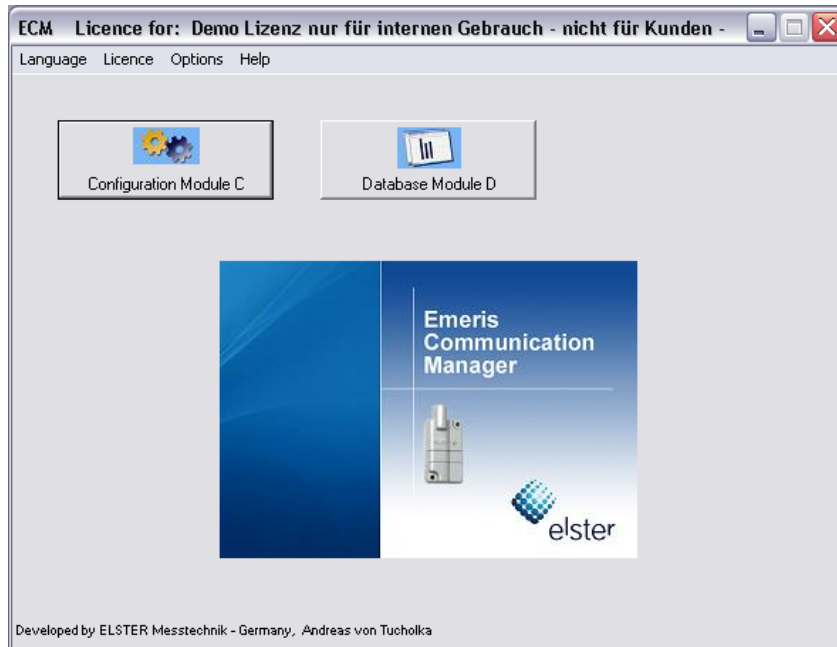 ECM Licence for: Demo Lizenz nur für internen Gebrauch - nicht für Kunden -
Language Licence Options Help
Configuration Module C
Database Module D
Emeris
Communication
Manager
elster
Developed by ELSTER Messtechnik - Germany, Andreas von Tucholka